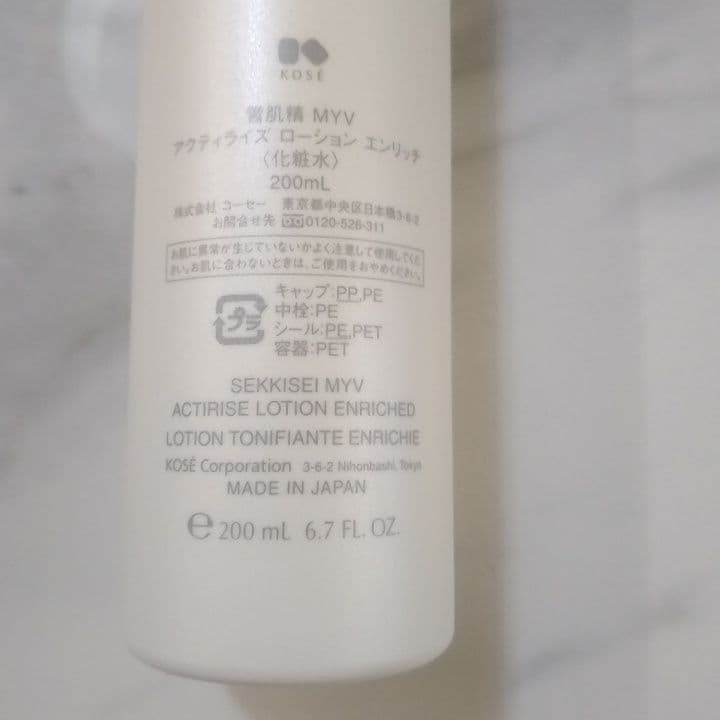 KOSÉ
雪肌精 MYV
アクティライズ ローション エンリッチ
〈化粧水〉
200mL
株式会社 コーセー 東京都中央区日本橋3-6-2
お問合せ先 0120-526-311
お肌に異常が生じていないかよく注意して使用してくだ
さい。お肌に合わないときは、ご使用をおやめください。
プラ
キャップ:PP,PE
中栓:PE
シール:PE,PET
容器:PET
SEKKISEI MYV
ACTIRISE LOTION ENRICHED
LOTION TONIFIANTE ENRICHIE
KOSÉ Corporation 3-6-2 Nihonbashi, Tokyo
MADE IN JAPAN
℮ 200 mL 6.7 FL. OZ.